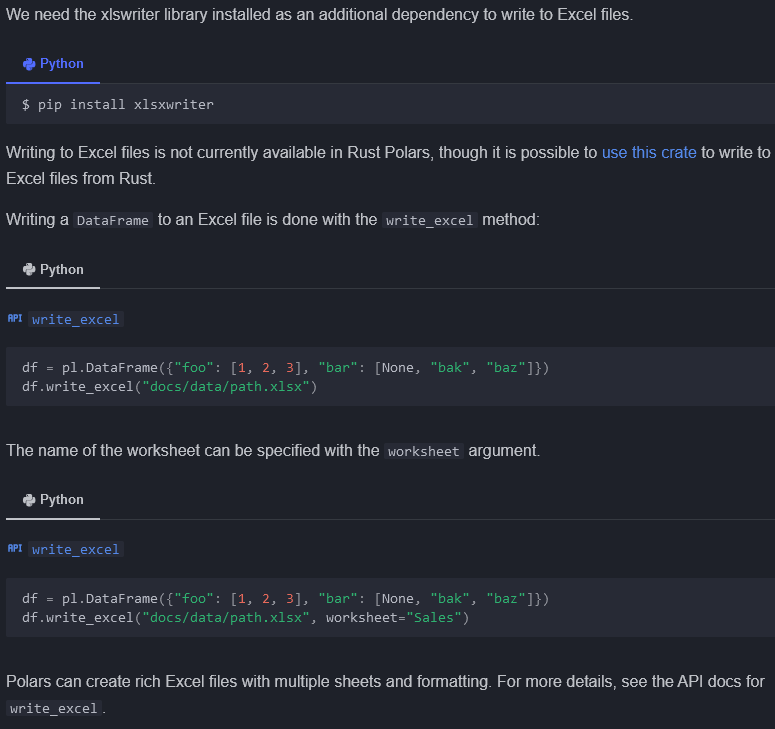 We need the xlswriter library installed as an additional dependency to write to Excel files.
Python
$ pip install xlsxwriter
Writing to Excel files is not currently available in Rust Polars, though it is possible to use this crate to write to
Excel files from Rust.
Writing a DataFrame to an Excel file is done with the write_excel method:
Python
API write_excel
df = pl.DataFrame({"foo": [1, 2, 3], "bar": [None, "bak", "baz"]})
df.write_excel("docs/data/path.xlsx")
The name of the worksheet can be specified with the worksheet argument.
Python
API write_excel
df = pl.DataFrame({"foo": [1, 2, 3], "bar": [None, "bak", "baz"]})
df.write_excel("docs/data/path.xlsx", worksheet="Sales")
Polars can create rich Excel files with multiple sheets and formatting. For more details, see the API docs for
write_excel.